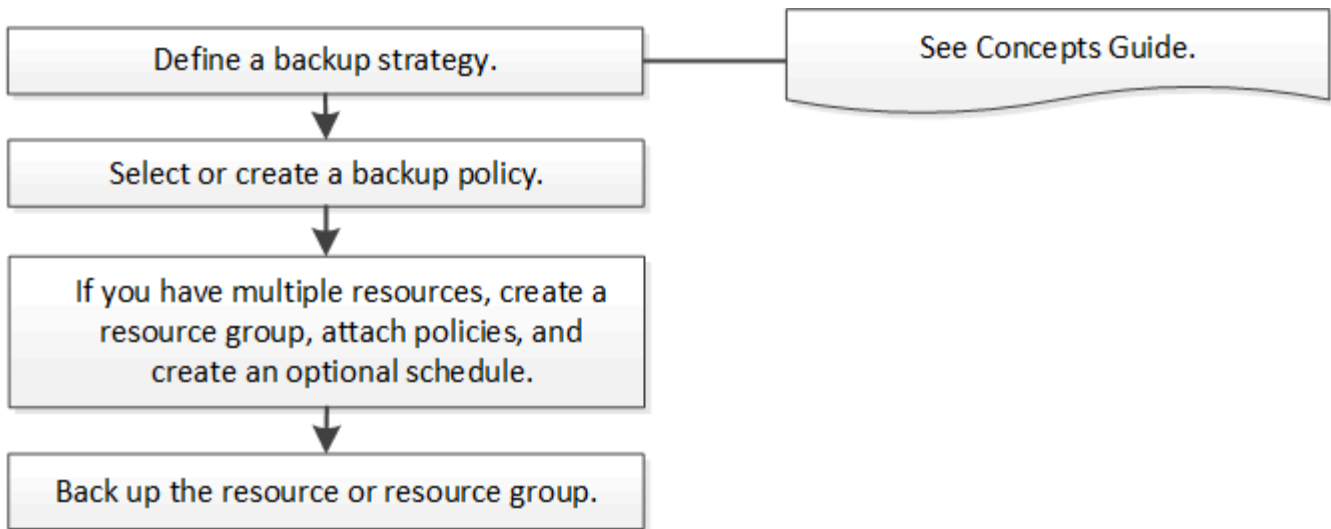 Define a backup strategy.
See Concepts Guide.
Select or create a backup policy.
If you have multiple resources, create a
resource group, attach policies, and
create an optional schedule.
Back up the resource or resource group.